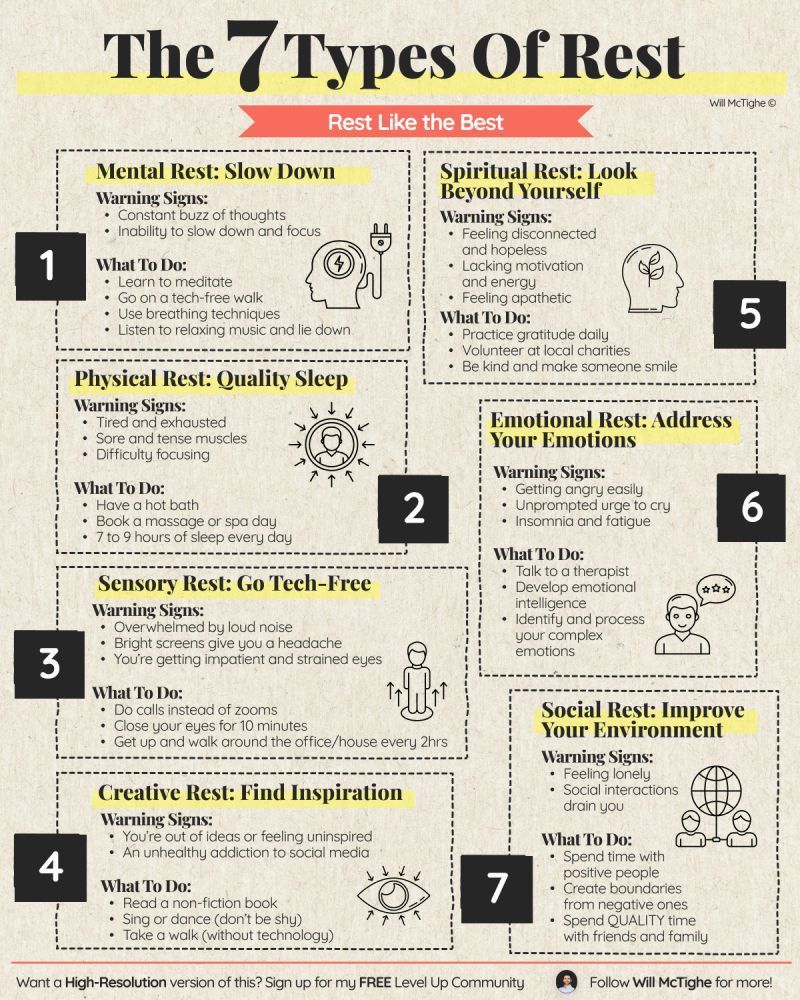 The 7 Types Of Rest
Will McTighe ©
Rest Like the Best
1
Mental Rest: Slow Down
Warning Signs:
• Constant buzz of thoughts
• Inability to slow down and focus
What To Do:
• Learn to meditate
• Go on a tech-free walk
• Use breathing techniques
• Listen to relaxing music and lie down
2
Physical Rest: Quality Sleep
Warning Signs:
• Tired and exhausted
• Sore and tense muscles
• Difficulty focusing
What To Do:
• Have a hot bath
• Book a massage or spa day
• 7 to 9 hours of sleep every day
3
Sensory Rest: Go Tech-Free
Warning Signs:
• Overwhelmed by loud noise
• Bright screens give you a headache
• You're getting impatient and strained eyes
What To Do:
• Do calls instead of zooms
• Close your eyes for 10 minutes
• Get up and walk around the office/house every 2hrs
4
Creative Rest: Find Inspiration
Warning Signs:
• You're out of ideas or feeling uninspired
• An unhealthy addiction to social media
What To Do:
• Read a non-fiction book
• Sing or dance (don't be shy)
• Take a walk (without technology)
5
Spiritual Rest: Look
Beyond Yourself
Warning Signs:
• Feeling disconnected
and hopeless
• Lacking motivation
and energy
• Feeling apathetic
What To Do:
• Practice gratitude daily
• Volunteer at local charities
• Be kind and make someone smile
6
Emotional Rest: Address
Your Emotions
Warning Signs:
• Getting angry easily
• Unprompted urge to cry
• Insomnia and fatigue
What To Do:
• Talk to a therapist
• Develop emotional
intelligence
• Identify and process
your complex
emotions
7
Social Rest: Improve
Your Environment
Warning Signs:
• Feeling lonely
• Social interactions
drain you
What To Do:
• Spend time with
positive people
• Create boundaries
from negative ones
• Spend QUALITY time
with friends and family
Want a High-Resolution version of this? Sign up for my FREE Level Up Community
Follow Will McTighe for more!